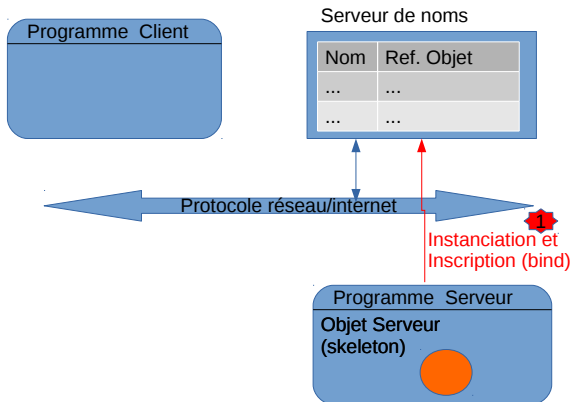 Serveur de noms
Programme Client
Nom Ref. Objet
... ...
... ...
Protocole réseau/internet
1
Instanciation et
Inscription (bind)
Programme Serveur
Objet Serveur
(skeleton)